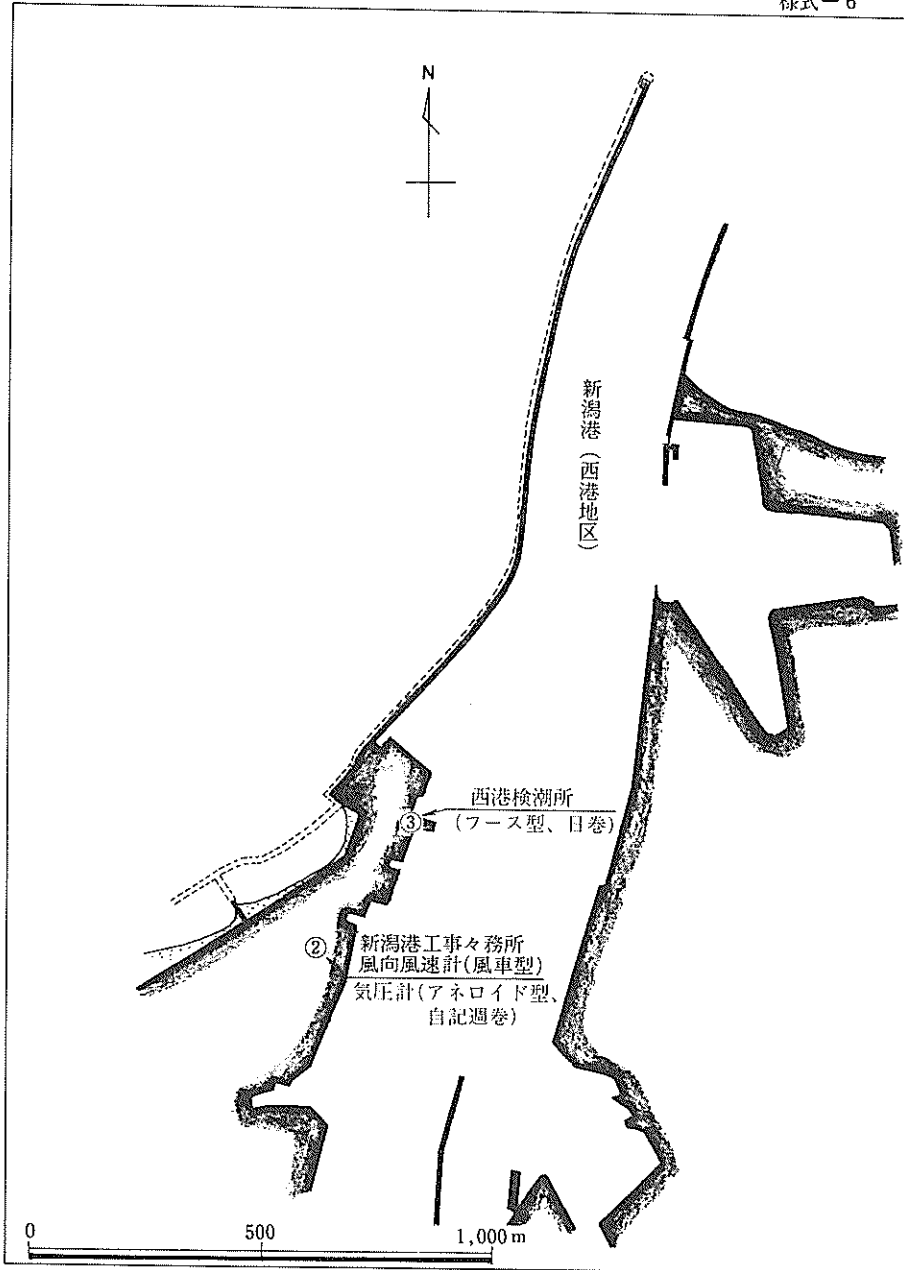 様式－6
N
新潟港（西港地区）
西港検潮所
③
(フース型、日巻)
②
新潟港工事々務所
風向風速計(風車型)
気圧計(アネロイド型、
自記週巻)
0 500 1,000m